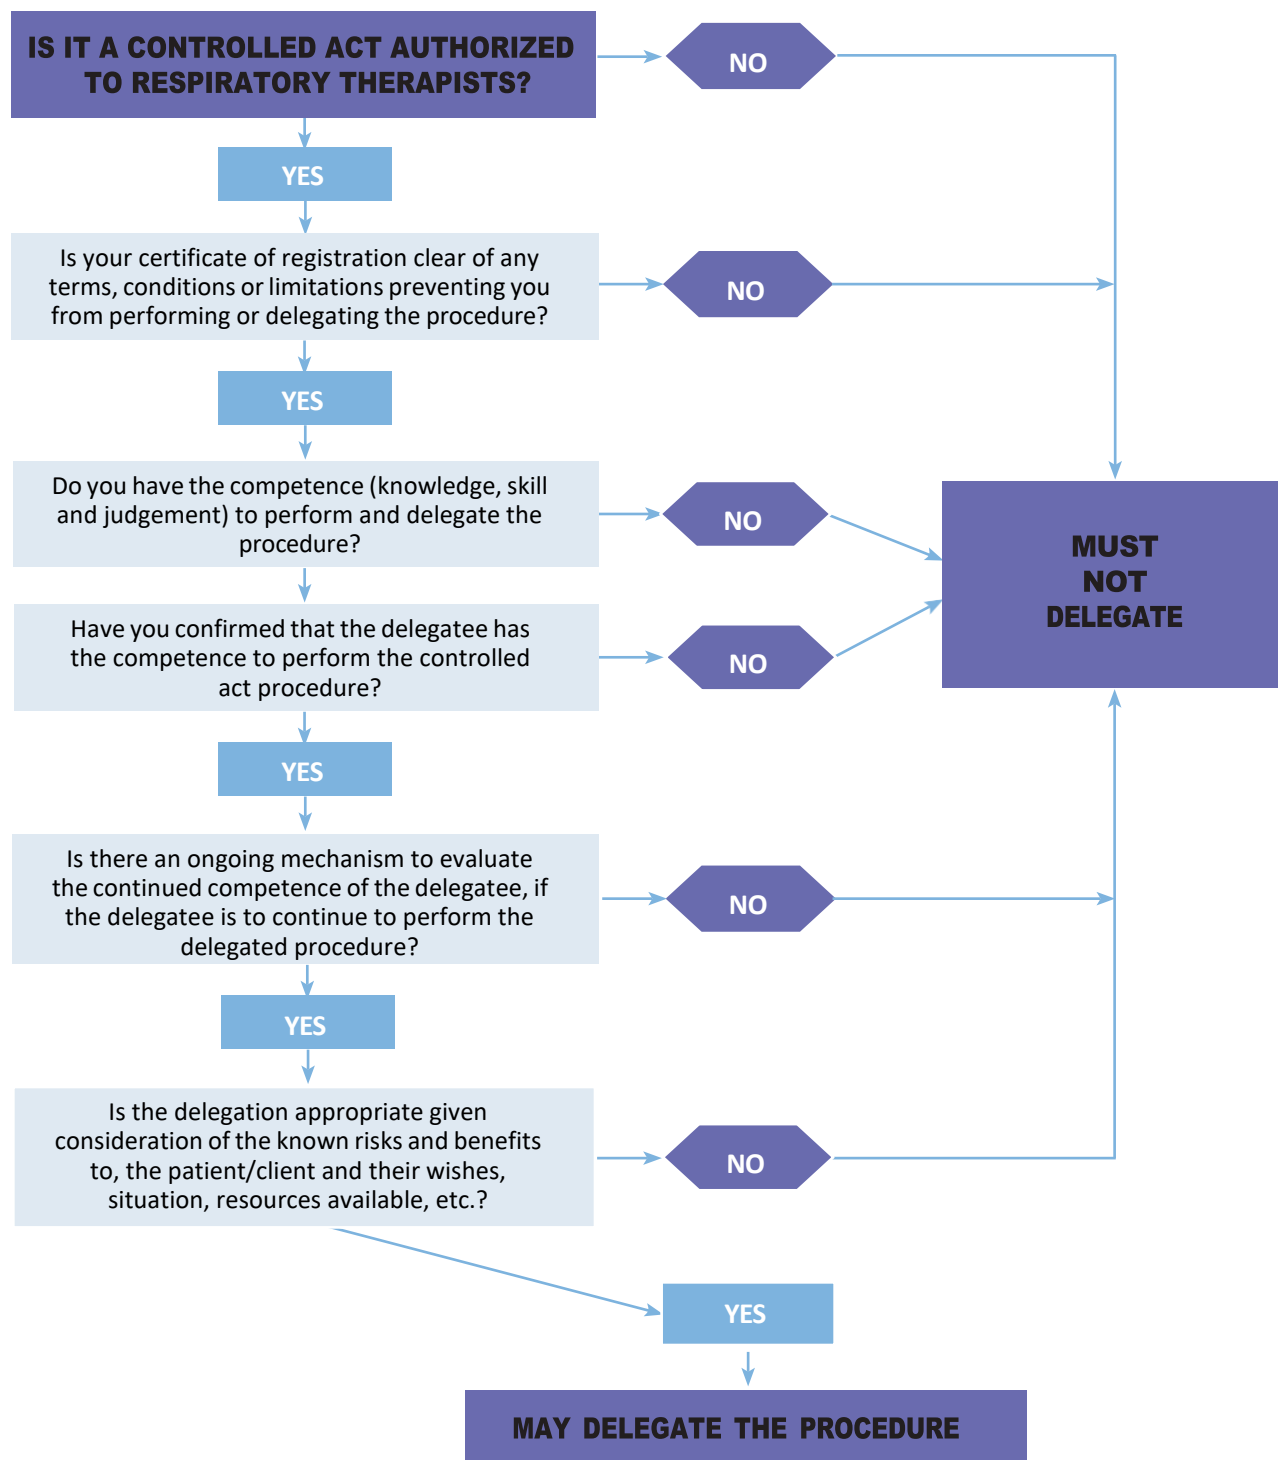 IS IT A CONTROLLED ACT AUTHORIZED
TO RESPIRATORY THERAPISTS?
NO
YES
Is your certificate of registration clear of any
terms, conditions or limitations preventing you
from performing or delegating the procedure?
NO
YES
Do you have the competence (knowledge, skill
and judgement) to perform and delegate the
procedure?
NO
Have you confirmed that the delegatee has
the competence to perform the controlled
act procedure?
NO
MUST
NOT
DELEGATE
YES
Is there an ongoing mechanism to evaluate
the continued competence of the delegatee, if
the delegatee is to continue to perform the
delegated procedure?
NO
YES
Is the delegation appropriate given
consideration of the known risks and benefits
to, the patient/client and their wishes,
situation, resources available, etc.?
NO
YES
MAY DELEGATE THE PROCEDURE